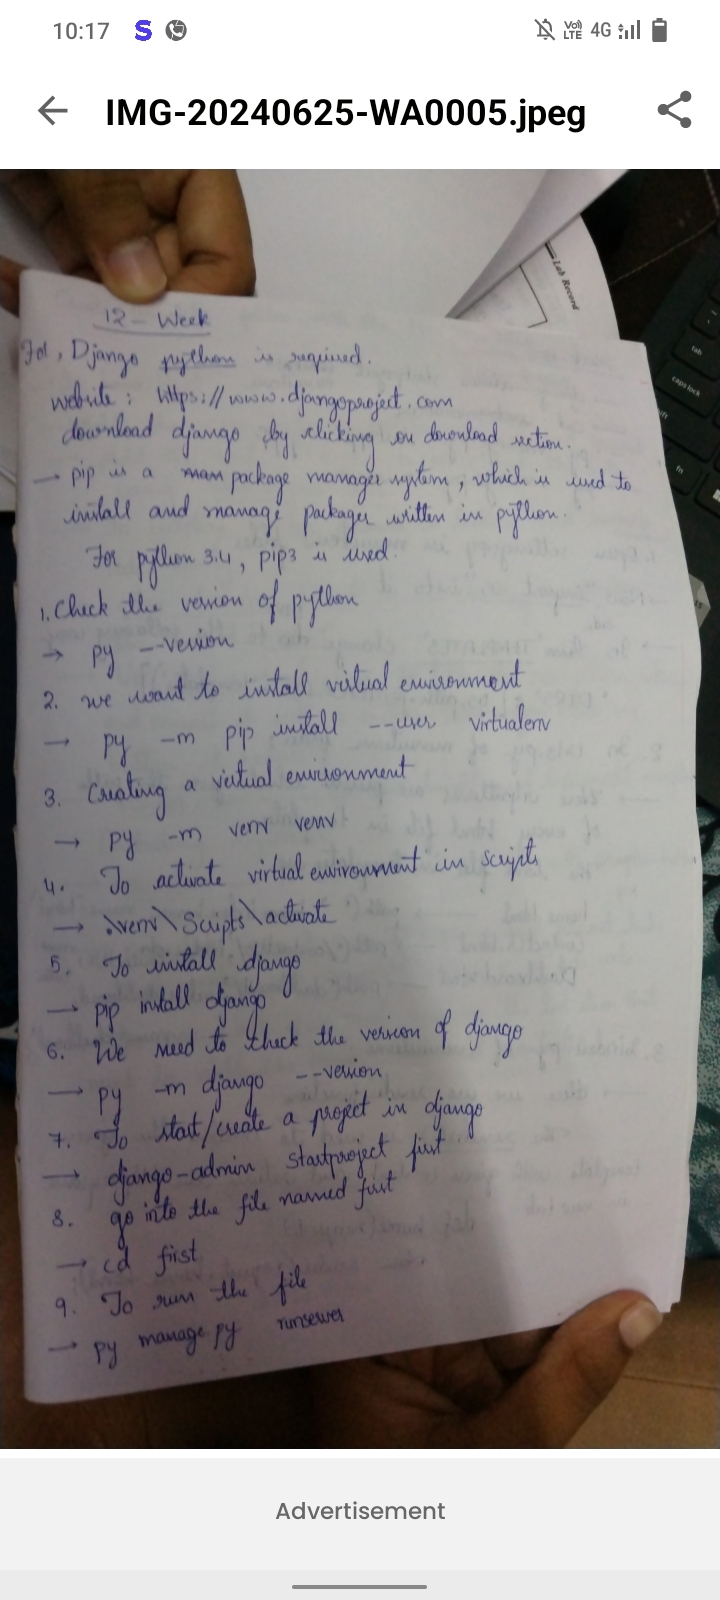 10:17 S Vo) LTE 4G
IMG-20240625-WA0005.jpeg
Lab Record
12 - Week
For, Django python is required.
website : https://www.djangoproject.com
download django by clicking on download section.
→ pip is a package manager system, which is used to
install and manage packages written in python.
For python 3.4, pip3 is used.
1. Check the version of python
→ py --version
2. we want to install virtual environment
→ py -m pip install --user virtualenv
3. Creating a virtual environment
→ py -m venv venv
4. To activate virtual environment in scripts
→ .\venv\Scripts\activate
5. To install django
→ pip install django
6. We need to check the version of django
→ py -m django --version
7. To start/create a project in django
→ django-admin startproject first
8. go into the file named first
→ cd first
9. To run the file
→ py manage py runserver
tab
caps lock
fn
Advertisement